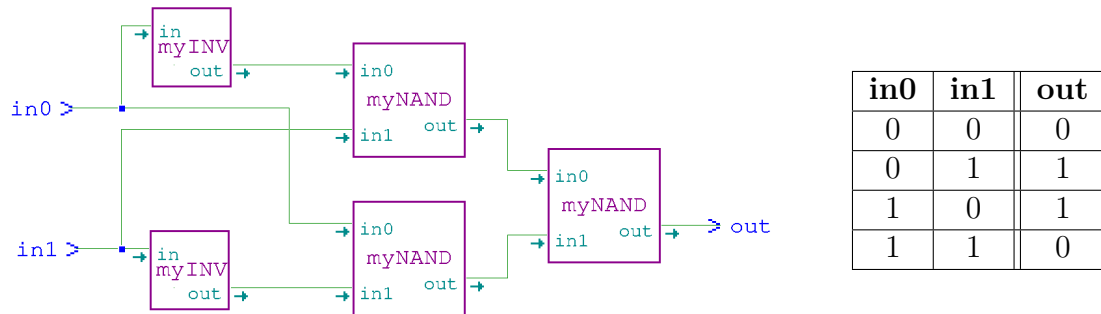 in
myINV
out
in0
myNAND
in0
in1
out
in0
myNAND
in1
out
out
in1
in0
myNAND
in1
out
in
myINV
out
in0 in1 out
0 0 0
0 1 1
1 0 1
1 1 0